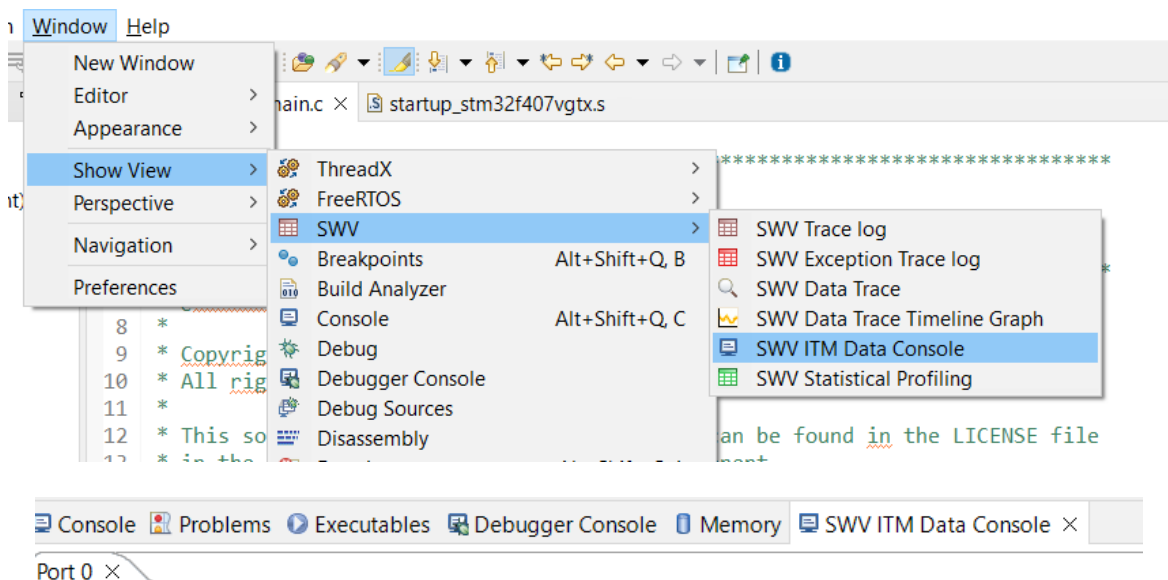 Window Help
New Window
Editor
Appearance
Show View
Perspective
Navigation
Preferences
main.c
startup_stm32f407vgtx.s
*******************************
ThreadX
FreeRTOS
SWV
Breakpoints Alt+Shift+Q, B
Build Analyzer
Console Alt+Shift+Q, C
Debug
Debugger Console
Debug Sources
Disassembly
SWV Trace log
SWV Exception Trace log
SWV Data Trace
SWV Data Trace Timeline Graph
SWV ITM Data Console
SWV Statistical Profiling
8 *
9 * Copyrig
10 * All rig
11 *
12 * This so an be found in the LICENSE file
Console Problems Executables Debugger Console Memory SWV ITM Data Console
Port 0